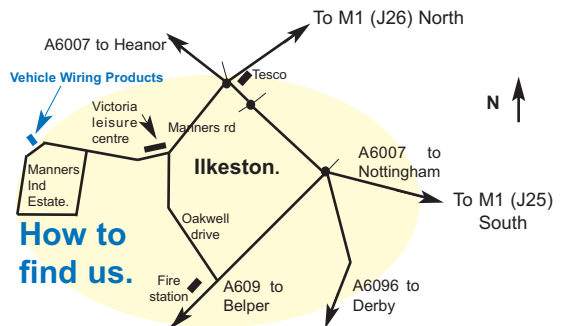 To M1 (J26) North
A6007 to Heanor
Tesco
Vehicle Wiring Products
Victoria
leisure
centre
Manners rd
N
Manners
Ind
Estate.
Ilkeston.
A6007 to
Nottingham
To M1 (J25)
South
Oakwell
drive
How to
find us.
Fire
station
A609 to
Belper
A6096 to
Derby